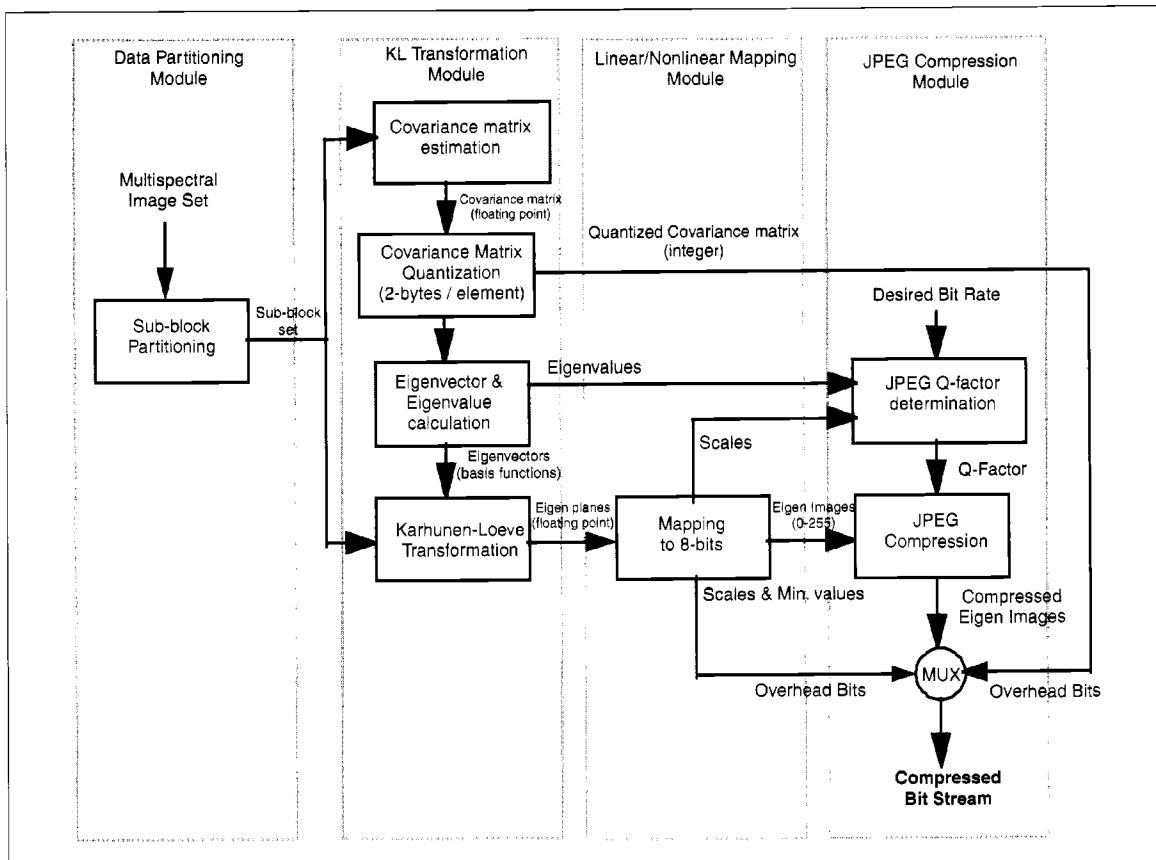 Data Partitioning
Module
KL Transformation
Module
Linear/Nonlinear Mapping
Module
JPEG Compression
Module
Covariance matrix
estimation
Multispectral
Image Set
Covariance matrix
(floating point)
Quantized Covariance matrix
(integer)
Covariance Matrix
Quantization
(2-bytes / element)
Desired Bit Rate
Sub-block
Partitioning
Sub-block
set
Eigenvalues
Eigenvector &
Eigenvalue
calculation
JPEG Q-factor
determination
Scales
Eigenvectors
(basis functions)
Q-Factor
Karhunen-Loeve
Transformation
Eigen planes
(floating point)
Mapping
to 8-bits
Eigen Images
(0-255)
JPEG
Compression
Scales & Min. values
Compressed
Eigen Images
MUX
Overhead Bits
Overhead Bits
Compressed
Bit Stream